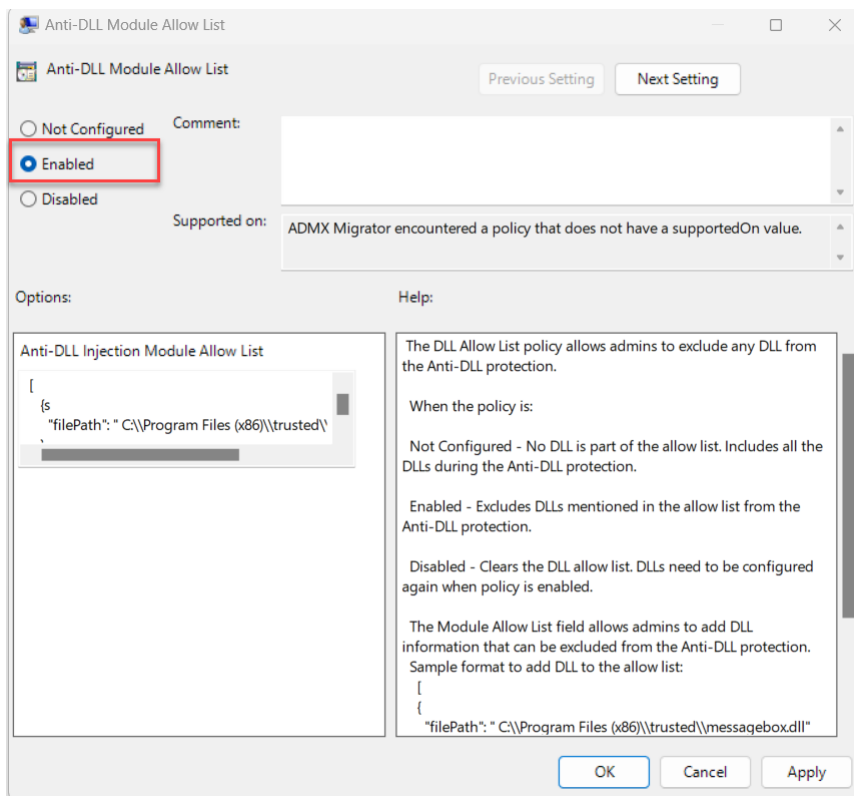 Anti-DLL Module Allow List
Anti-DLL Module Allow List
Previous Setting
Next Setting
Not Configured
Comment:
Enabled
Disabled
Supported on:
ADMX Migrator encountered a policy that does not have a supportedOn value.
Options:
Help:
Anti-DLL Injection Module Allow List
[
{s
"filePath": " C:\\Program Files (x86)\\trusted\'
The DLL Allow List policy allows admins to exclude any DLL from
the Anti-DLL protection.
When the policy is:
Not Configured - No DLL is part of the allow list. Includes all the
DLLs during the Anti-DLL protection.
Enabled - Excludes DLLs mentioned in the allow list from the
Anti-DLL protection.
Disabled - Clears the DLL allow list. DLLs need to be configured
again when policy is enabled.
The Module Allow List field allows admins to add DLL
information that can be excluded from the Anti-DLL protection.
Sample format to add DLL to the allow list:
[
{
"filePath": " C:\\Program Files (x86)\\trusted\\messagebox.dll"
OK
Cancel
Apply